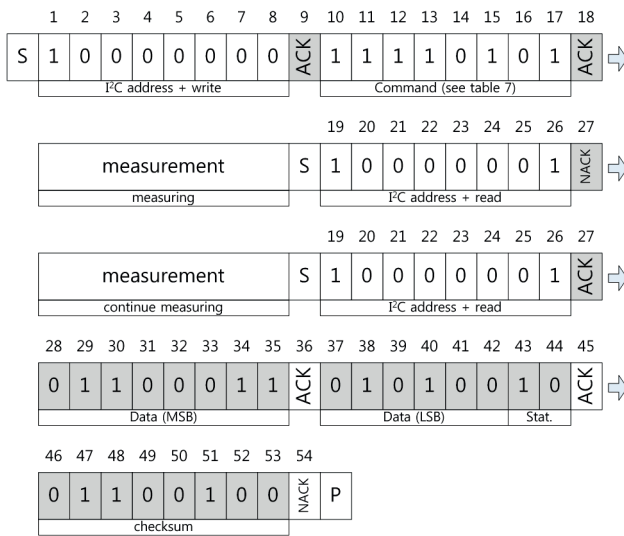 1 2 3 4 5 6 7 8 9 10 11 12 13 14 15 16 17 18
S 1 0 0 0 0 0 0 0 ACK 1 1 1 1 0 1 0 1 ACK
I²C address + write Command (see table 7)
19 20 21 22 23 24 25 26 27
measurement S 1 0 0 0 0 0 0 1 NACK
measuring I²C address + read
19 20 21 22 23 24 25 26 27
measurement S 1 0 0 0 0 0 0 1 ACK
continue measuring I²C address + read
28 29 30 31 32 33 34 35 36 37 38 39 40 41 42 43 44 45
0 1 1 0 0 0 1 1 ACK 0 1 0 1 0 0 1 0 ACK
Data (MSB) Data (LSB) Stat.
46 47 48 49 50 51 52 53 54
0 1 1 0 0 1 0 0 NACK P
checksum